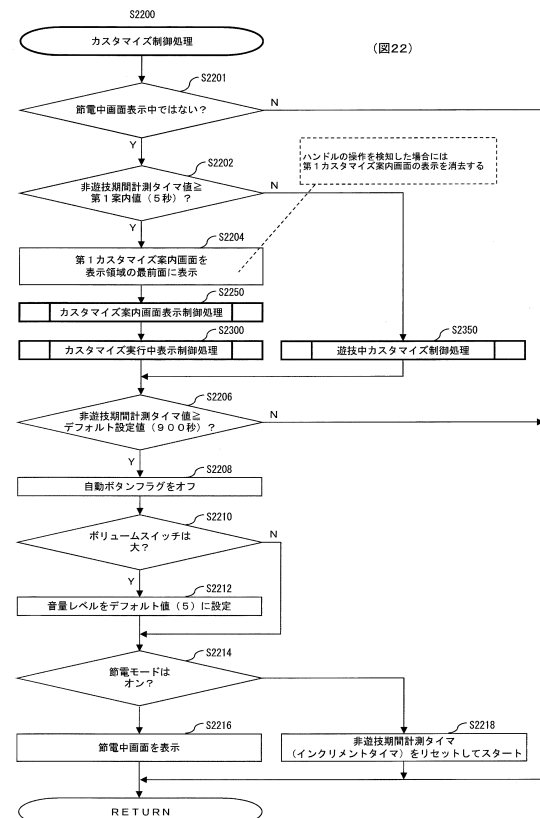 S2200
カスタマイズ制御処理
(図22)
S2201
節電中画面表示中ではない?
N
Y
S2202
非遊技期間計測タイマ値≧
第1案内値(5秒)?
N
Y
ハンドルの操作を検知した場合には
第1カスタマイズ案内画面の表示を消去する
S2204
第1カスタマイズ案内画面を
表示領域の最前面に表示
S2250
カスタマイズ案内画面表示制御処理
S2300
カスタマイズ実行中表示制御処理
S2350
遊技中カスタマイズ制御処理
S2206
非遊技期間計測タイマ値≧
デフォルト設定値(900秒)?
N
Y
S2208
自動ボタンフラグをオフ
S2210
ボリュームスイッチは
大?
N
Y
S2212
音量レベルをデフォルト値(5)に設定
S2214
節電モードは
オン?
S2216
節電中画面を表示
S2218
非遊技期間計測タイマ
(インクリメントタイマ)をリセットしてスタート
RETURN